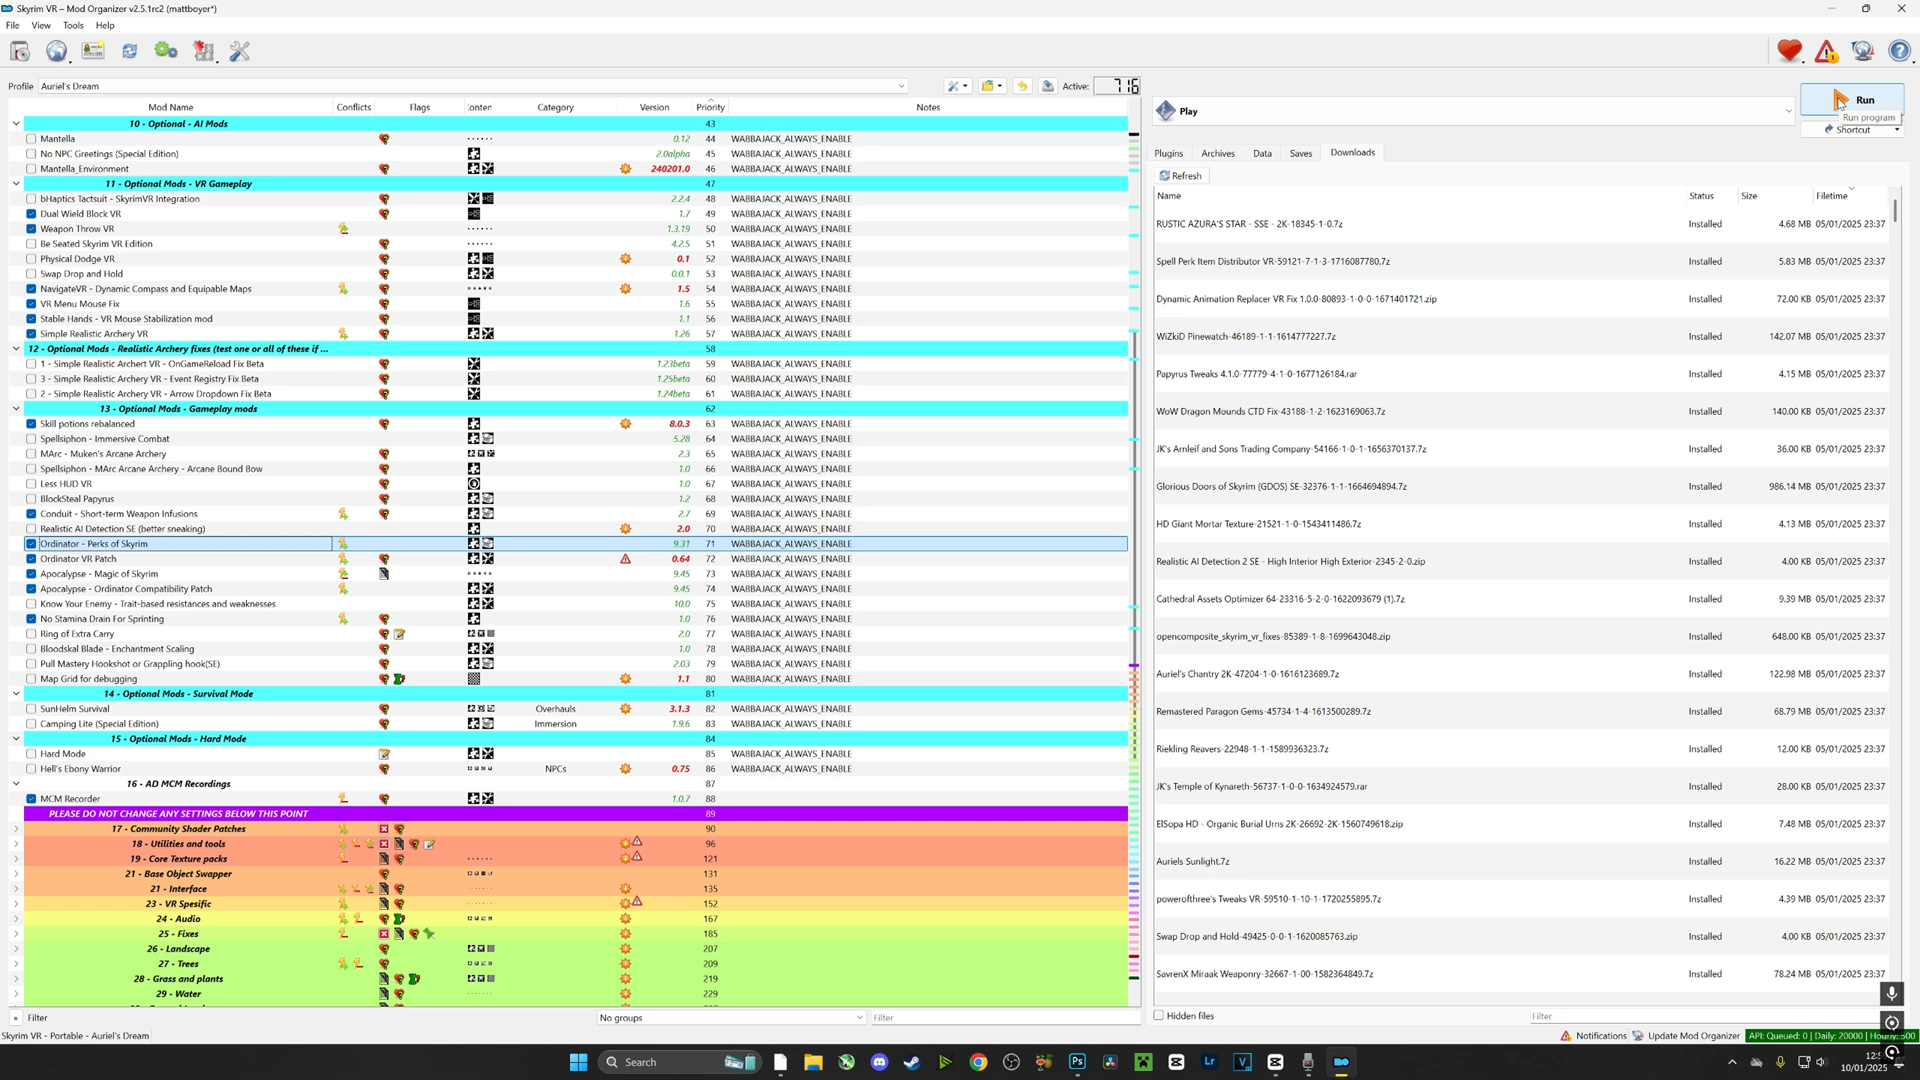 Skyrim VR – Mod Organizer v2.5.1rc2 (mattboyer*)
File View Tools Help
Profile Auriel's Dream Active: 716
Mod Name Conflicts Flags Conten Category Version Priority Notes
10 - Optional - AI Mods 43
Mantella 0.12 44 WABBAJACK_ALWAYS_ENABLE
No NPC Greetings (Special Edition) 2.0alpha 45 WABBAJACK_ALWAYS_ENABLE
Mantella_Environment 240201.0 46 WABBAJACK_ALWAYS_ENABLE
11 - Optional Mods - VR Gameplay 47
bHaptics Tactsuit - SkyrimVR Integration 2.2.4 48 WABBAJACK_ALWAYS_ENABLE
Dual Wield Block VR 1.7 49 WABBAJACK_ALWAYS_ENABLE
Weapon Throw VR 1.3.19 50 WABBAJACK_ALWAYS_ENABLE
Be Seated Skyrim VR Edition 4.2.5 51 WABBAJACK_ALWAYS_ENABLE
Physical Dodge VR 0.1 52 WABBAJACK_ALWAYS_ENABLE
Swap Drop and Hold 0.0.1 53 WABBAJACK_ALWAYS_ENABLE
NavigateVR - Dynamic Compass and Equipable Maps 1.5 54 WABBAJACK_ALWAYS_ENABLE
VR Menu Mouse Fix 1.6 55 WABBAJACK_ALWAYS_ENABLE
Stable Hands - VR Mouse Stabilization mod 1.1 56 WABBAJACK_ALWAYS_ENABLE
Simple Realistic Archery VR 1.26 57 WABBAJACK_ALWAYS_ENABLE
12 - Optional Mods - Realistic Archery fixes (test one or all of these if ... 58
1 - Simple Realistic Archert VR - OnGameReload Fix Beta 1.23beta 59 WABBAJACK_ALWAYS_ENABLE
3 - Simple Realistic Archery VR - Event Registry Fix Beta 1.25beta 60 WABBAJACK_ALWAYS_ENABLE
2 - Simple Realistic Archery VR - Arrow Dropdown Fix Beta 1.24beta 61 WABBAJACK_ALWAYS_ENABLE
13 - Optional Mods - Gameplay mods 62
Skill potions rebalanced 8.0.3 63 WABBAJACK_ALWAYS_ENABLE
Spellsiphon - Immersive Combat 5.28 64 WABBAJACK_ALWAYS_ENABLE
MArc - Muken's Arcane Archery 2.3 65 WABBAJACK_ALWAYS_ENABLE
Spellsiphon - MArc Arcane Archery - Arcane Bound Bow 1.0 66 WABBAJACK_ALWAYS_ENABLE
Less HUD VR 1.0 67 WABBAJACK_ALWAYS_ENABLE
BlockSteal Papyrus 1.2 68 WABBAJACK_ALWAYS_ENABLE
Conduit - Short-term Weapon Infusions 2.7 69 WABBAJACK_ALWAYS_ENABLE
Realistic AI Detection SE (better sneaking) 2.0 70 WABBAJACK_ALWAYS_ENABLE
Ordinator - Perks of Skyrim 9.31 71 WABBAJACK_ALWAYS_ENABLE
Ordinator VR Patch 0.64 72 WABBAJACK_ALWAYS_ENABLE
Apocalypse - Magic of Skyrim 9.45 73 WABBAJACK_ALWAYS_ENABLE
Apocalypse - Ordinator Compatibility Patch 9.45 74 WABBAJACK_ALWAYS_ENABLE
Know Your Enemy - Trait-based resistances and weaknesses 10.0 75 WABBAJACK_ALWAYS_ENABLE
No Stamina Drain For Sprinting 1.0 76 WABBAJACK_ALWAYS_ENABLE
Ring of Extra Carry 2.0 77 WABBAJACK_ALWAYS_ENABLE
Bloodskal Blade - Enchantment Scaling 1.0 78 WABBAJACK_ALWAYS_ENABLE
Pull Mastery Hookshot or Grappling hook(SE) 2.03 79 WABBAJACK_ALWAYS_ENABLE
Map Grid for debugging 1.1 80 WABBAJACK_ALWAYS_ENABLE
14 - Optional Mods - Survival Mode 81
SunHelm Survival Overhauls 3.1.3 82 WABBAJACK_ALWAYS_ENABLE
Camping Lite (Special Edition) Immersion 1.9.6 83 WABBAJACK_ALWAYS_ENABLE
15 - Optional Mods - Hard Mode 84
Hard Mode 85 WABBAJACK_ALWAYS_ENABLE
Hell's Ebony Warrior NPCs 0.75 86 WABBAJACK_ALWAYS_ENABLE
16 - AD MCM Recordings 87
MCM Recorder 1.0.7 88
PLEASE DO NOT CHANGE ANY SETTINGS BELOW THIS POINT 89
17 - Community Shader Patches 90
18 - Utilities and tools 96
19 - Core Texture packs 121
21 - Base Object Swapper 131
21 - Interface 135
23 - VR Spesific 152
24 - Audio 167
25 - Fixes 185
26 - Landscape 207
27 - Trees 209
28 - Grass and plants 219
29 - Water 229
» Filter No groups Filter
Skyrim VR - Portable - Auriel's Dream
Play
Run
Run program
Shortcut
Plugins Archives Data Saves Downloads
Refresh
Name Status Size Filetime
RUSTIC AZURA'S STAR - SSE - 2K-18345-1-0.7z Installed 4.68 MB 05/01/2025 23:37
Spell Perk Item Distributor VR-59121-7-1-3-1716087780.7z Installed 5.83 MB 05/01/2025 23:37
Dynamic Animation Replacer VR Fix 1.0.0-80893-1-0-0-1671401721.zip Installed 72.00 KB 05/01/2025 23:37
WiZkiD Pinewatch-46189-1-1-1614777227.7z Installed 142.07 MB 05/01/2025 23:37
Papyrus Tweaks 4.1.0-77779-4-1-0-1677126184.rar Installed 4.15 MB 05/01/2025 23:37
WoW Dragon Mounds CTD Fix-43188-1-2-1623169063.7z Installed 140.00 KB 05/01/2025 23:37
JK's Arnleif and Sons Trading Company-54166-1-0-1-1656370137.7z Installed 36.00 KB 05/01/2025 23:37
Glorious Doors of Skyrim (GDOS) SE-32376-1-1-1664694894.7z Installed 986.14 MB 05/01/2025 23:37
HD Giant Mortar Texture-21521-1-0-1543411486.7z Installed 4.13 MB 05/01/2025 23:37
Realistic AI Detection 2 SE - High Interior High Exterior-2345-2-0.zip Installed 4.00 KB 05/01/2025 23:37
Cathedral Assets Optimizer 64-23316-5-2-0-1622093679 (1).7z Installed 9.39 MB 05/01/2025 23:37
opencomposite_skyrim_vr_fixes-85389-1-8-1699643048.zip Installed 648.00 KB 05/01/2025 23:37
Auriel's Chantry 2K-47204-1-0-1616123689.7z Installed 122.98 MB 05/01/2025 23:37
Remastered Paragon Gems-45734-1-4-1613500289.7z Installed 68.79 MB 05/01/2025 23:37
Riekling Reavers-22948-1-1-1589936323.7z Installed 12.00 KB 05/01/2025 23:37
JK's Temple of Kynareth-56737-1-0-0-1634924579.rar Installed 28.00 KB 05/01/2025 23:37
ElSopa HD - Organic Burial Urns 2K-26692-2K-1560749618.zip Installed 7.48 MB 05/01/2025 23:37
Auriels Sunlight.7z Installed 16.22 MB 05/01/2025 23:37
powerofthree's Tweaks VR-59510-1-10-1-1720255895.7z Installed 4.39 MB 05/01/2025 23:37
Swap Drop and Hold-49425-0-0-1-1620085763.zip Installed 4.00 KB 05/01/2025 23:37
SavrenX Miraak Weaponry-32667-1-00-1582364849.7z Installed 78.24 MB 05/01/2025 23:37
Hidden files Filter
Notifications Update Mod Organizer API: Queued: 0 | Daily: 20000 | Hourly: 500
Search
10/01/2025